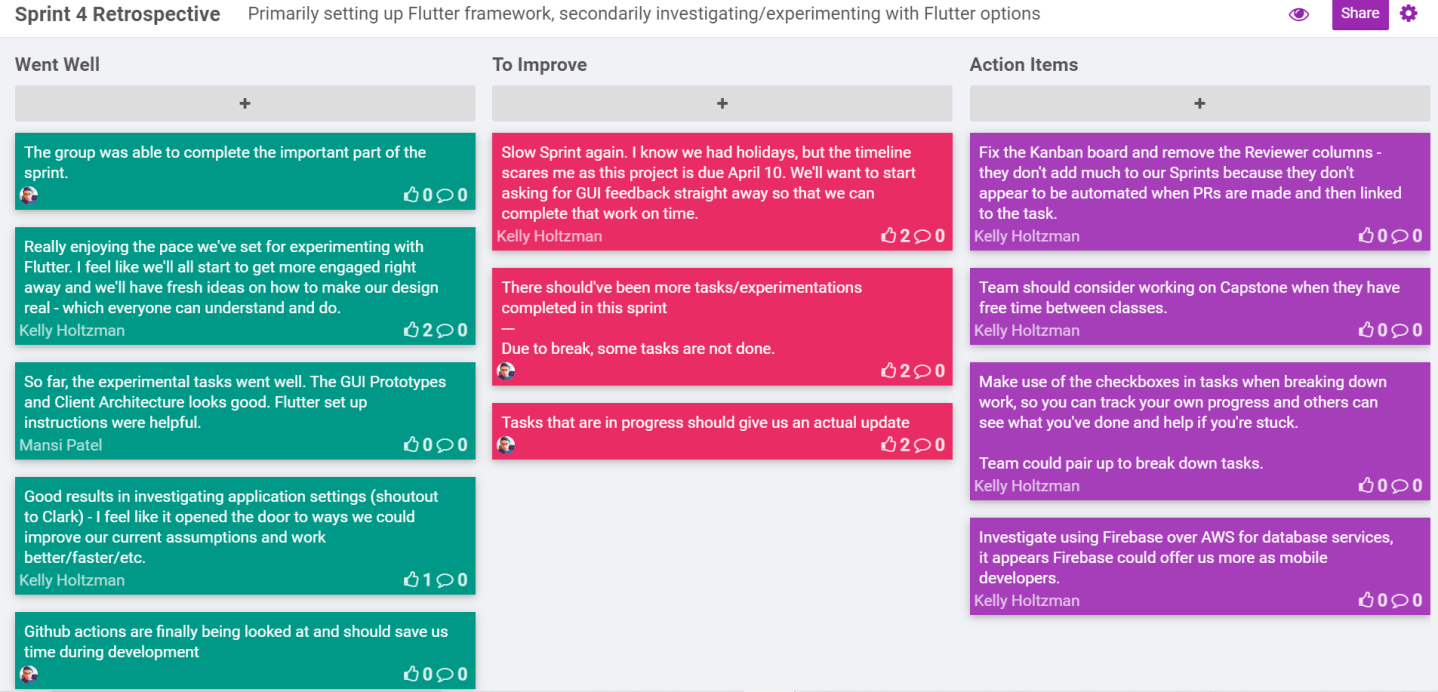 Sprint 4 Retrospective Primarily setting up Flutter framework, secondarily investigating/experimenting with Flutter options Share
Went Well
+
The group was able to complete the important part of the
sprint.
0 0
Really enjoying the pace we've set for experimenting with
Flutter. I feel like we'll all start to get more engaged right
away and we'll have fresh ideas on how to make our design
real - which everyone can understand and do.
Kelly Holtzman 2 0
So far, the experimental tasks went well. The GUI Prototypes
and Client Architecture looks good. Flutter set up
instructions were helpful.
Mansi Patel 0 0
Good results in investigating application settings (shoutout
to Clark) - I feel like it opened the door to ways we could
improve our current assumptions and work
better/faster/etc.
Kelly Holtzman 1 0
Github actions are finally being looked at and should save us
time during development
0 0
To Improve
+
Slow Sprint again. I know we had holidays, but the timeline
scares me as this project is due April 10. We'll want to start
asking for GUI feedback straight away so that we can
complete that work on time.
Kelly Holtzman 2 0
There should've been more tasks/experimentations
completed in this sprint
---
Due to break, some tasks are not done.
2 0
Tasks that are in progress should give us an actual update
2 0
Action Items
+
Fix the Kanban board and remove the Reviewer columns -
they don't add much to our Sprints because they don't
appear to be automated when PRs are made and then linked
to the task.
Kelly Holtzman 0 0
Team should consider working on Capstone when they have
free time between classes.
Kelly Holtzman 0 0
Make use of the checkboxes in tasks when breaking down
work, so you can track your own progress and others can
see what you've done and help if you're stuck.
Team could pair up to break down tasks.
Kelly Holtzman 0 0
Investigate using Firebase over AWS for database services,
it appears Firebase could offer us more as mobile
developers.
Kelly Holtzman 0 0